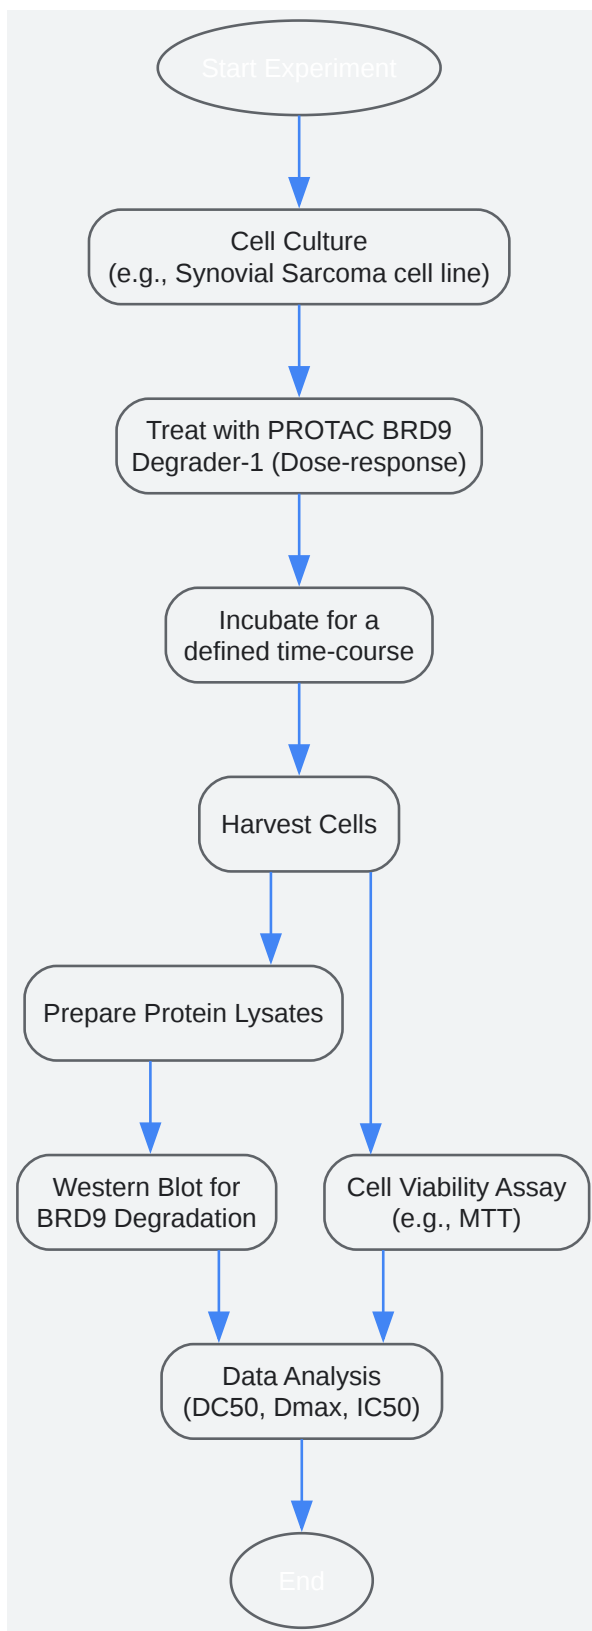 Start Experiment
Cell Culture
(e.g., Synovial Sarcoma cell line)
Treat with PROTAC BRD9
Degrader-1 (Dose-response)
Incubate for a
defined time-course
Harvest Cells
Prepare Protein Lysates
Western Blot for
BRD9 Degradation
Cell Viability Assay
(e.g., MTT)
Data Analysis
(DC50, Dmax, IC50)
End